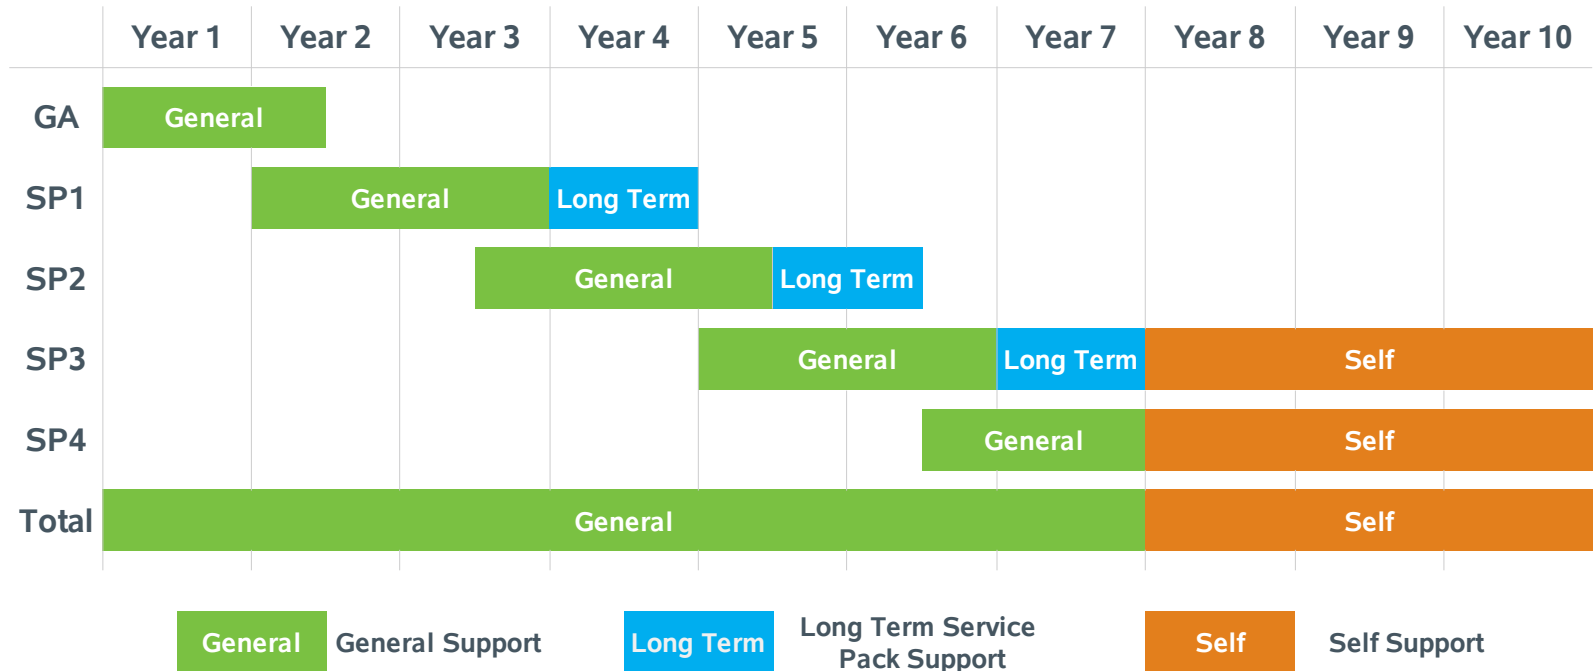 Year 1 Year 2 Year 3 Year 4 Year 5 Year 6 Year 7 Year 8 Year 9 Year 10
GA General
SP1 General Long Term
SP2 General Long Term
SP3 General Long Term Self
SP4 General Self
Total General Self
General General Support Long Term Long Term Service
Pack Support Self Self Support